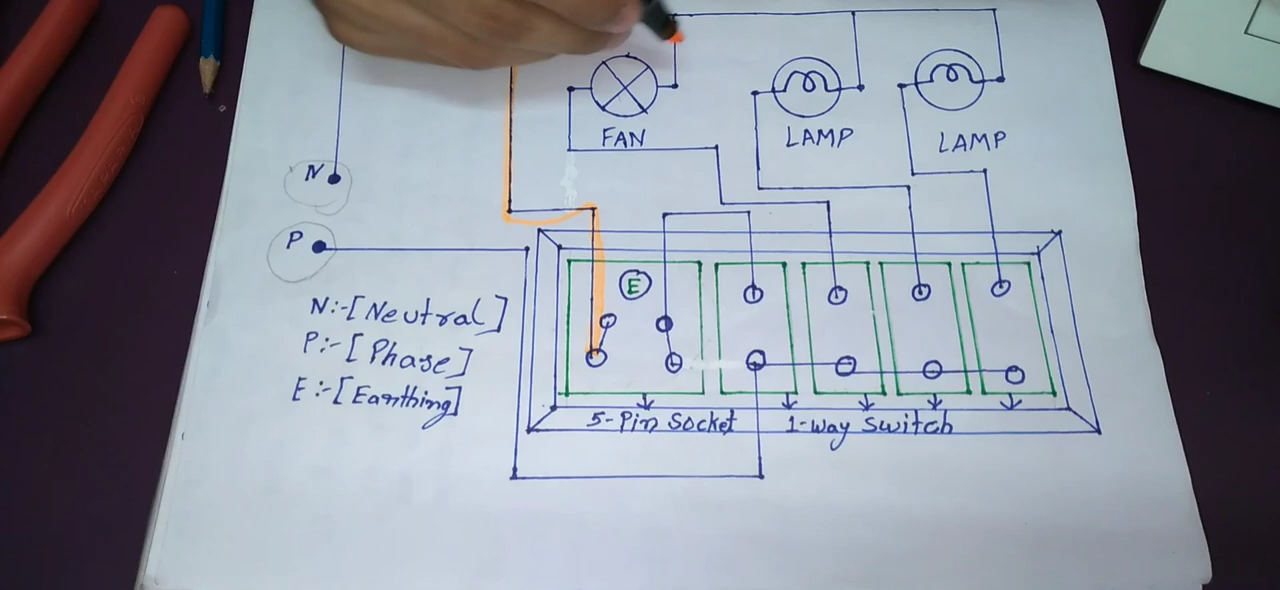 FAN
LAMP
LAMP
N
P
E
N:-[Neutral]
P:-[Phase]
E:-[Earthing]
5-Pin Socket
1-way switch